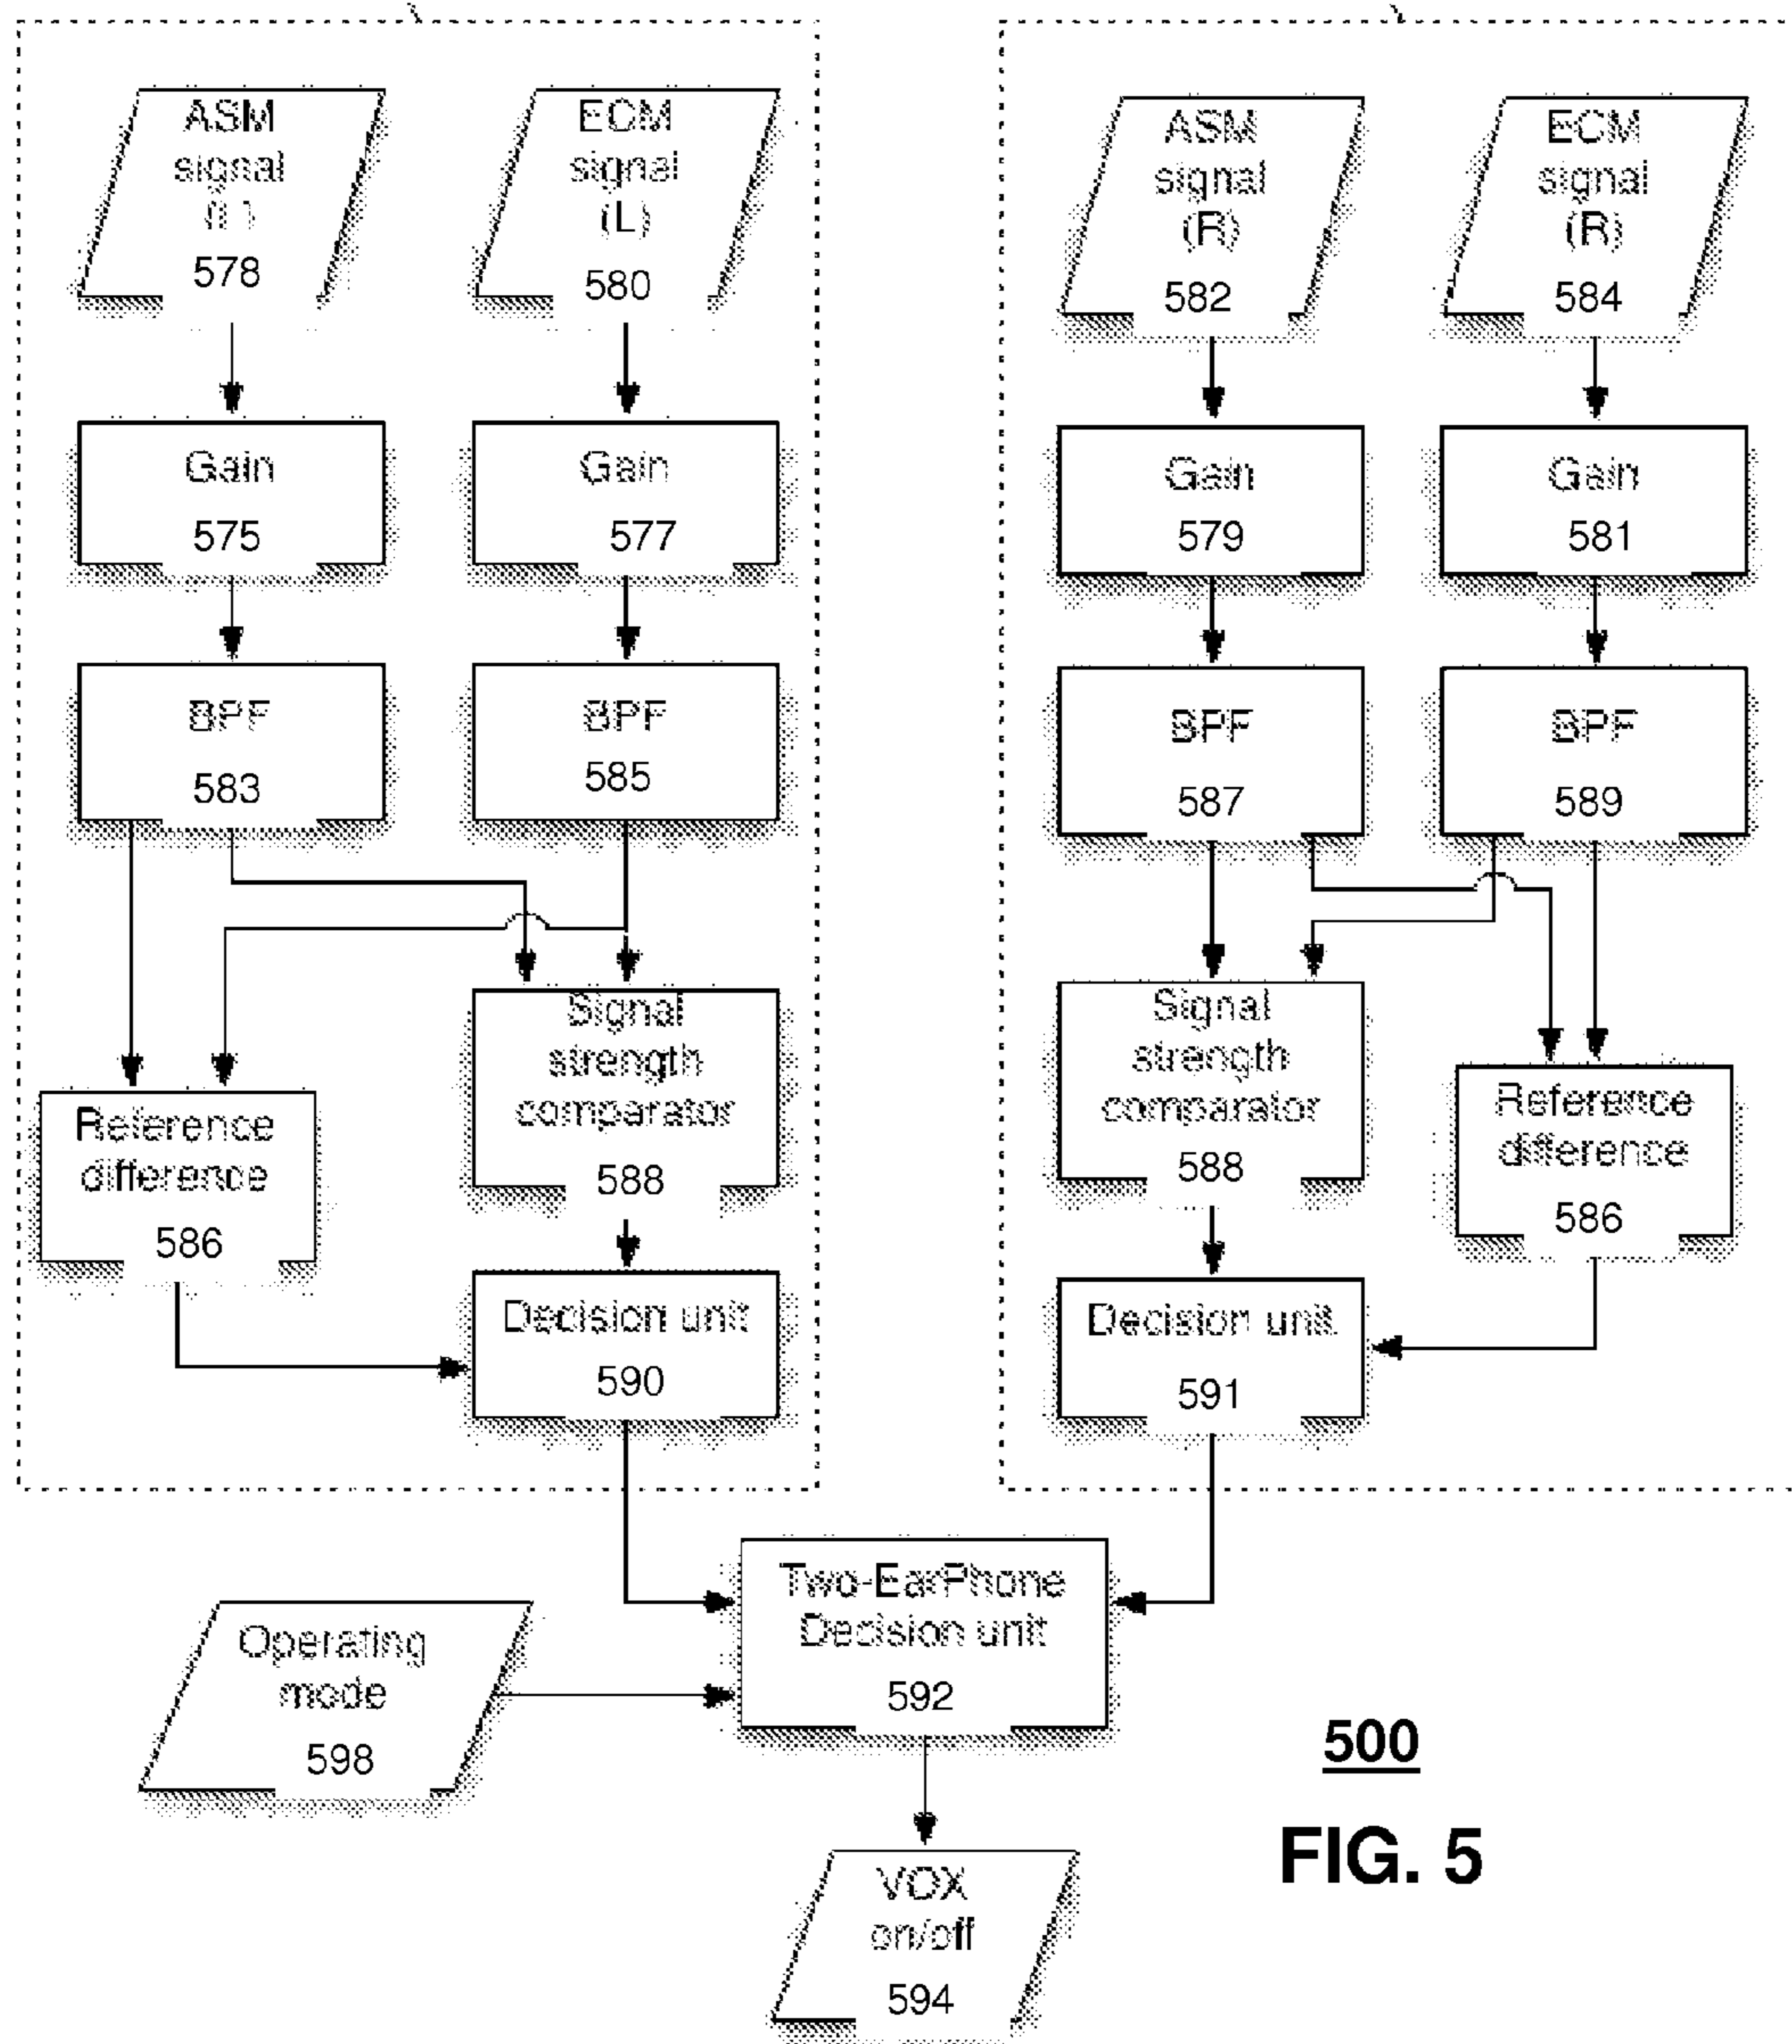 ASM
signal
578
ECM
signal
(L)
580
ASM
signal
(R)
582
ECM
signal
(R)
584
Gain
575
Gain
577
Gain
579
Gain
581
BPF
583
BPF
585
BPF
587
BPF
589
Reference
difference
586
Signal
strength
comparator
588
Signal
strength
comparator
588
Reference
difference
586
Decision unit
590
Decision unit
591
Two-EarPhone
Decision unit
592
Operating
mode
598
VOX
on/off
594
500
FIG. 5